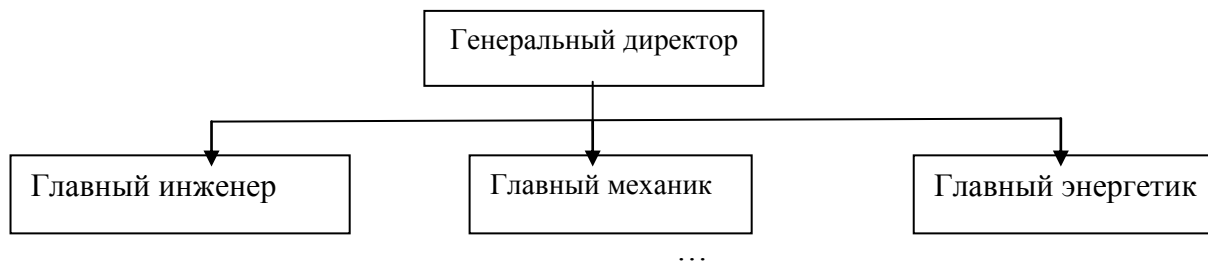 Генеральный директор
Главный инженер
Главный механик
Главный энергетик
…